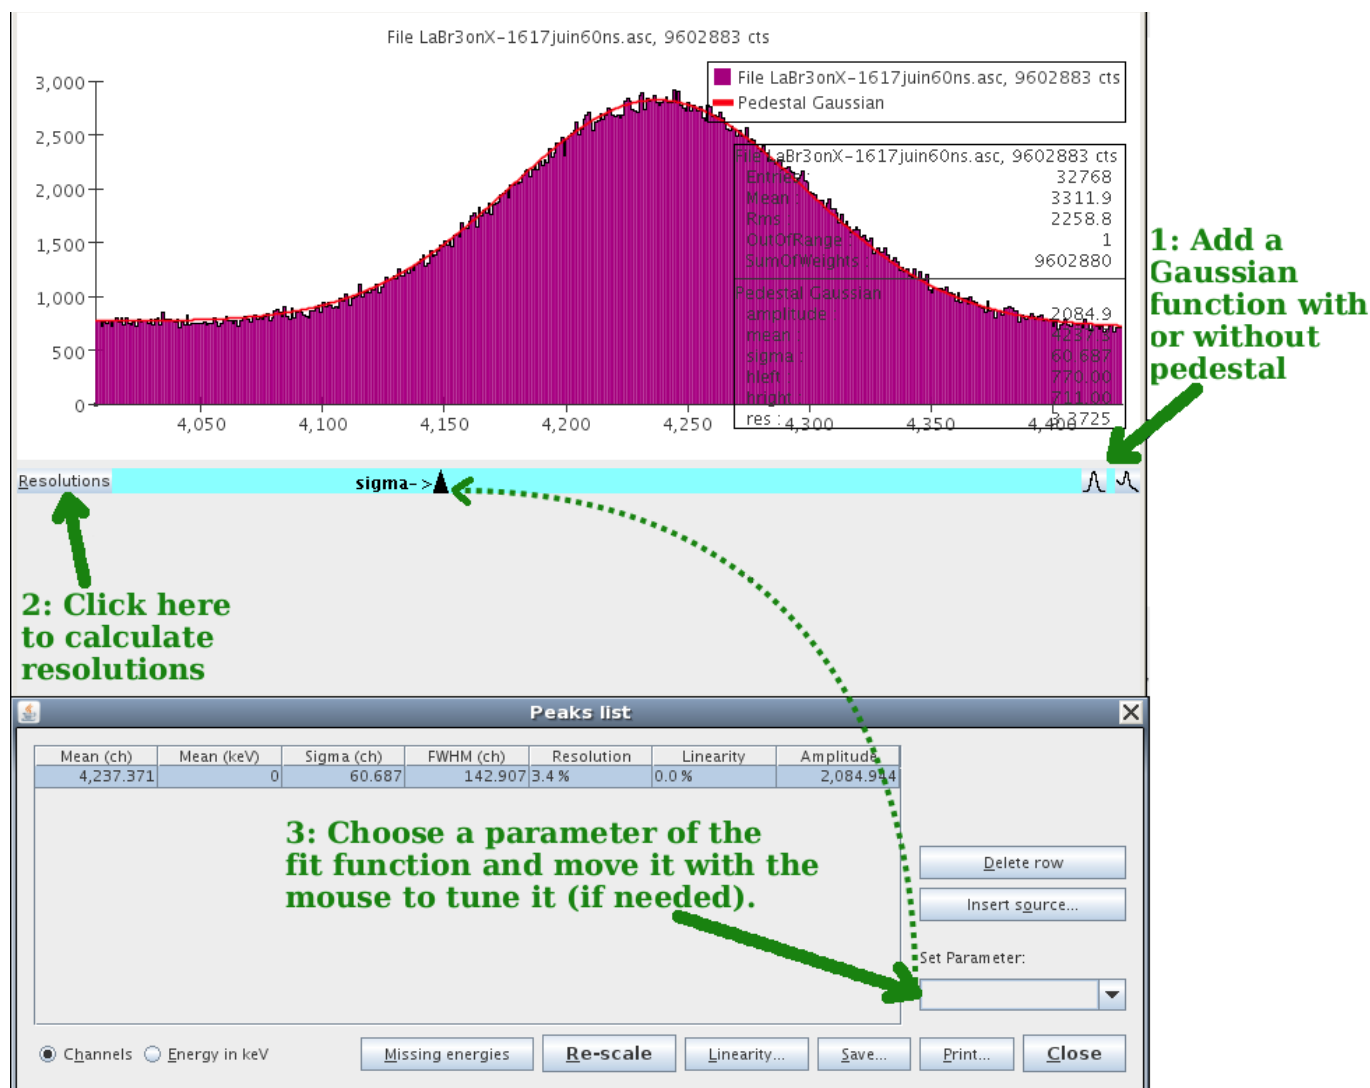 File LaBr3onX-1617juin60ns.asc, 9602883 cts
3,000
File LaBr3onX-1617juin60ns.asc, 9602883 cts
Pedestal Gaussian
2,500
File LaBr3onX-1617juin60ns.asc, 9602883 cts
Entries : 32768
2,000
Mean : 3311.9
Rms : 2258.8
1,500
OutOfRange : 1
SumOfWeights : 9602880
1,000
Pedestal Gaussian
amplitude : 2084.9
500
mean : 4237.3
sigma : 60.687
hleft : 770.00
hright : 711.00
0
res : 3.3725
4,050 4,100 4,150 4,200 4,250 4,300 4,350 4,400
1: Add a
Gaussian
function with
or without
pedestal
Resolutions
sigma->
2: Click here
to calculate
resolutions
Peaks list
Mean (ch) Mean (keV) Sigma (ch) FWHM (ch) Resolution Linearity Amplitude
4,237.371 0 60.687 142.907 3.4 % 0.0 % 2,084.944
3: Choose a parameter of the
fit function and move it with the
mouse to tune it (if needed).
Delete row
Insert source...
Set Parameter:
Channels Energy in keV Missing energies Re-scale Linearity... Save... Print... Close